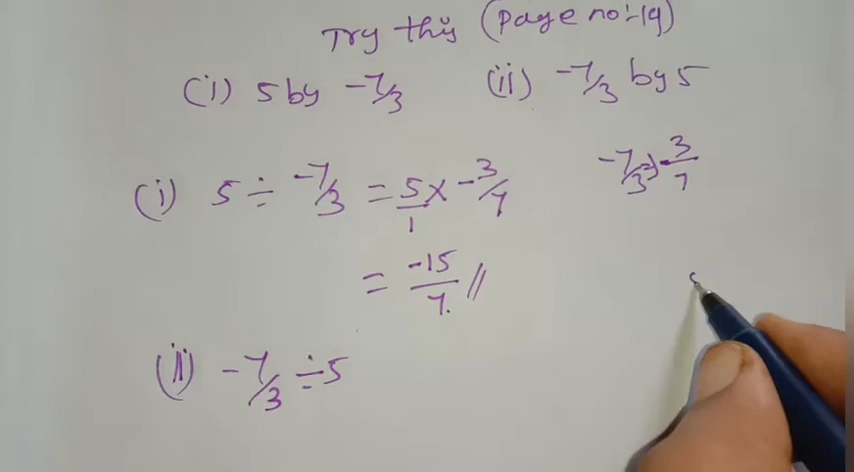 Try this (Page no:-19)
(i) 5 by -7/3 (ii) -7/3 by 5
(i) 5 ÷ -7/3 = 5/1 × -3/7 -7/3 ⇒ -3/7
= -15/7 //
(ii) -7/3 ÷ 5